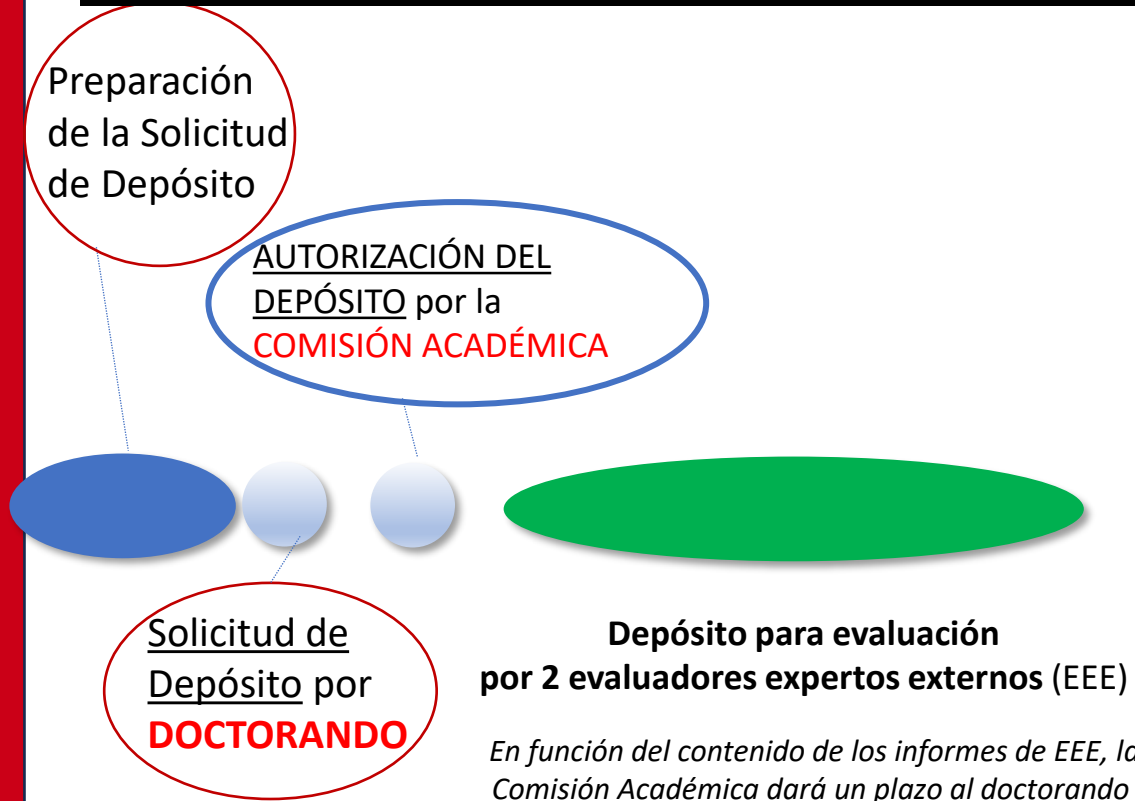 Preparación
de la Solicitud
de Depósito
AUTORIZACIÓN DEL
DEPÓSITO por la
COMISIÓN ACADÉMICA
Solicitud de
Depósito por
DOCTORANDO
Depósito para evaluación
por 2 evaluadores expertos externos (EEE)
En función del contenido de los informes de EEE, la
Comisión Académica dará un plazo al doctorando